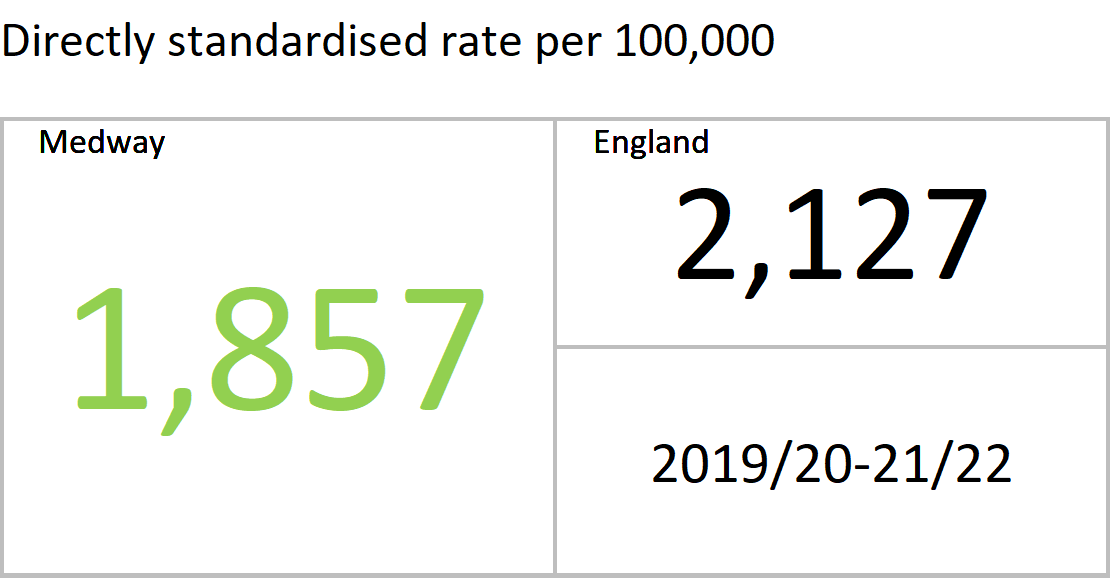 Directly standardised rate per 100,000
Medway
1,857
England
2,127
2019/20-21/22